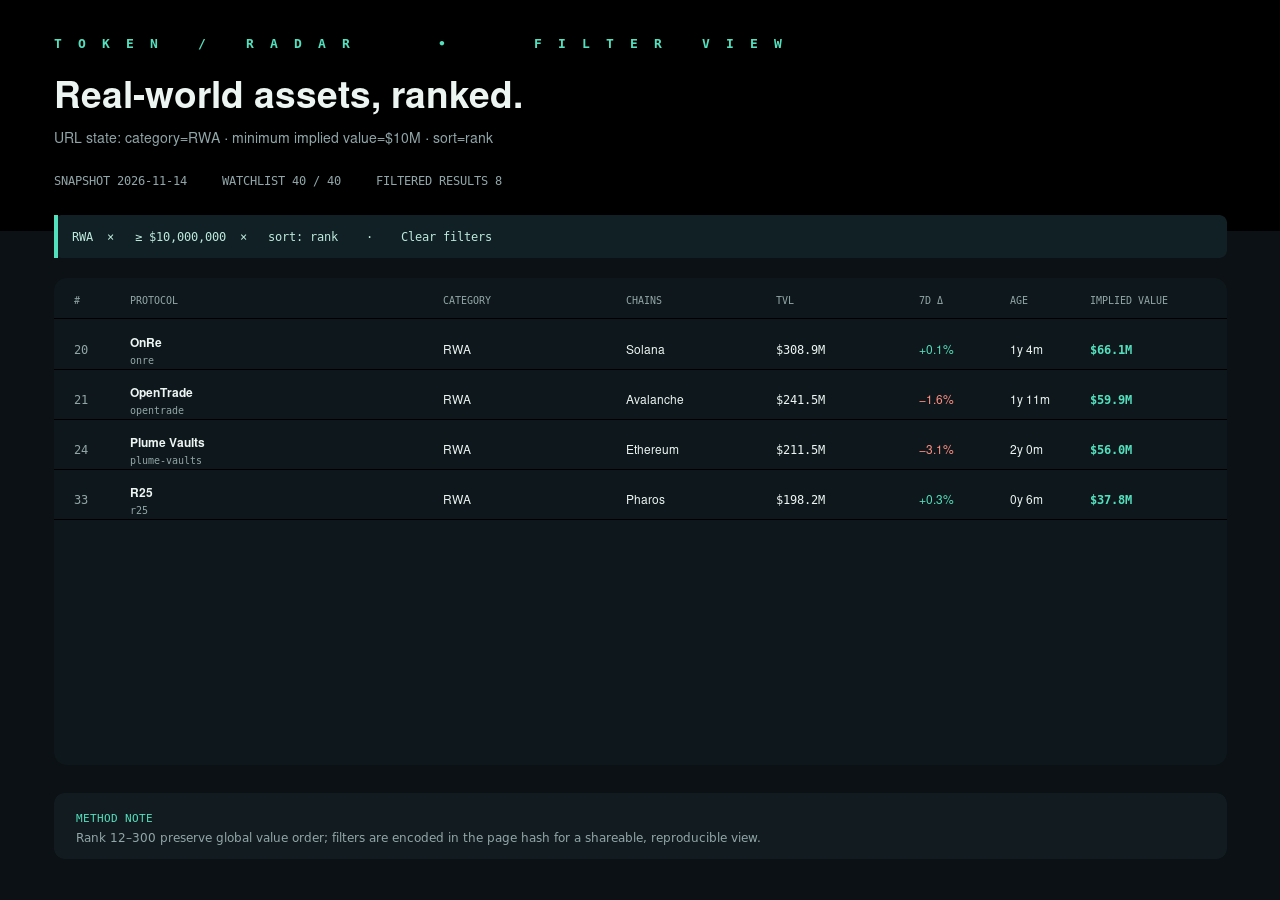 TOKEN / RADAR • FILTER VIEW
Real-world assets, ranked.
URL state: category=RWA · minimum implied value=$10M · sort=rank
SNAPSHOT 2026-11-14 WATCHLIST 40 / 40 FILTERED RESULTS 8
RWA × ≥ $10,000,000 × sort: rank · Clear filters
# PROTOCOL CATEGORY CHAINS TVL 7D Δ AGE IMPLIED VALUE
20 OnRe RWA Solana $308.9M +0.1% 1y 4m $66.1M
onre
21 OpenTrade RWA Avalanche $241.5M −1.6% 1y 11m $59.9M
opentrade
24 Plume Vaults RWA Ethereum $211.5M −3.1% 2y 0m $56.0M
plume-vaults
33 R25 RWA Pharos $198.2M +0.3% 0y 6m $37.8M
r25
METHOD NOTE
Rank 12–300 preserve global value order; filters are encoded in the page hash for a shareable, reproducible view.